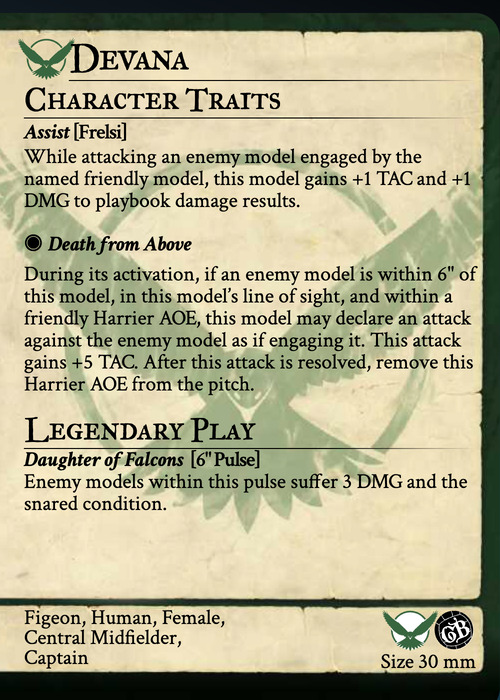 Devana
Character Traits
Assist [Frelsi]
While attacking an enemy model engaged by the
named friendly model, this model gains +1 TAC and +1
DMG to playbook damage results.
Death from Above
During its activation, if an enemy model is within 6" of
this model, in this model's line of sight, and within a
friendly Harrier AOE, this model may declare an attack
against the enemy model as if engaging it. This attack
gains +5 TAC. After this attack is resolved, remove this
Harrier AOE from the pitch.
Legendary Play
Daughter of Falcons [6" Pulse]
Enemy models within this pulse suffer 3 DMG and the
snared condition.
Figeon, Human, Female,
Central Midfielder,
Captain
GB
Size 30 mm